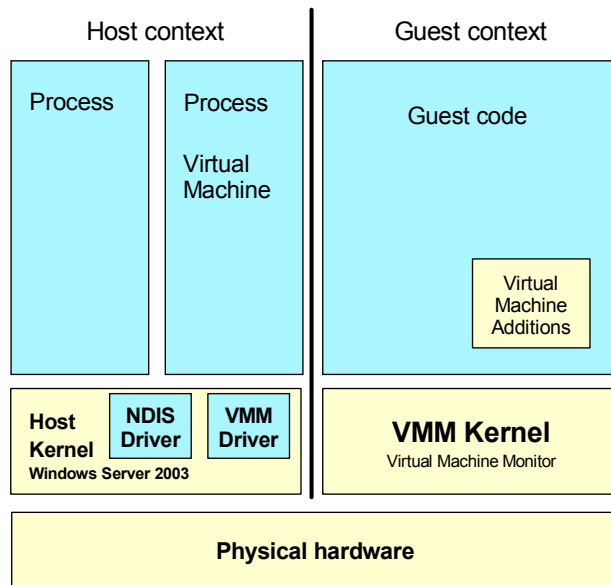 Host context
Guest context
Process
Process
Virtual
Machine
Guest code
Virtual
Machine
Additions
Host
Kernel
Windows Server 2003
NDIS
Driver
VMM
Driver
VMM Kernel
Virtual Machine Monitor
Physical hardware